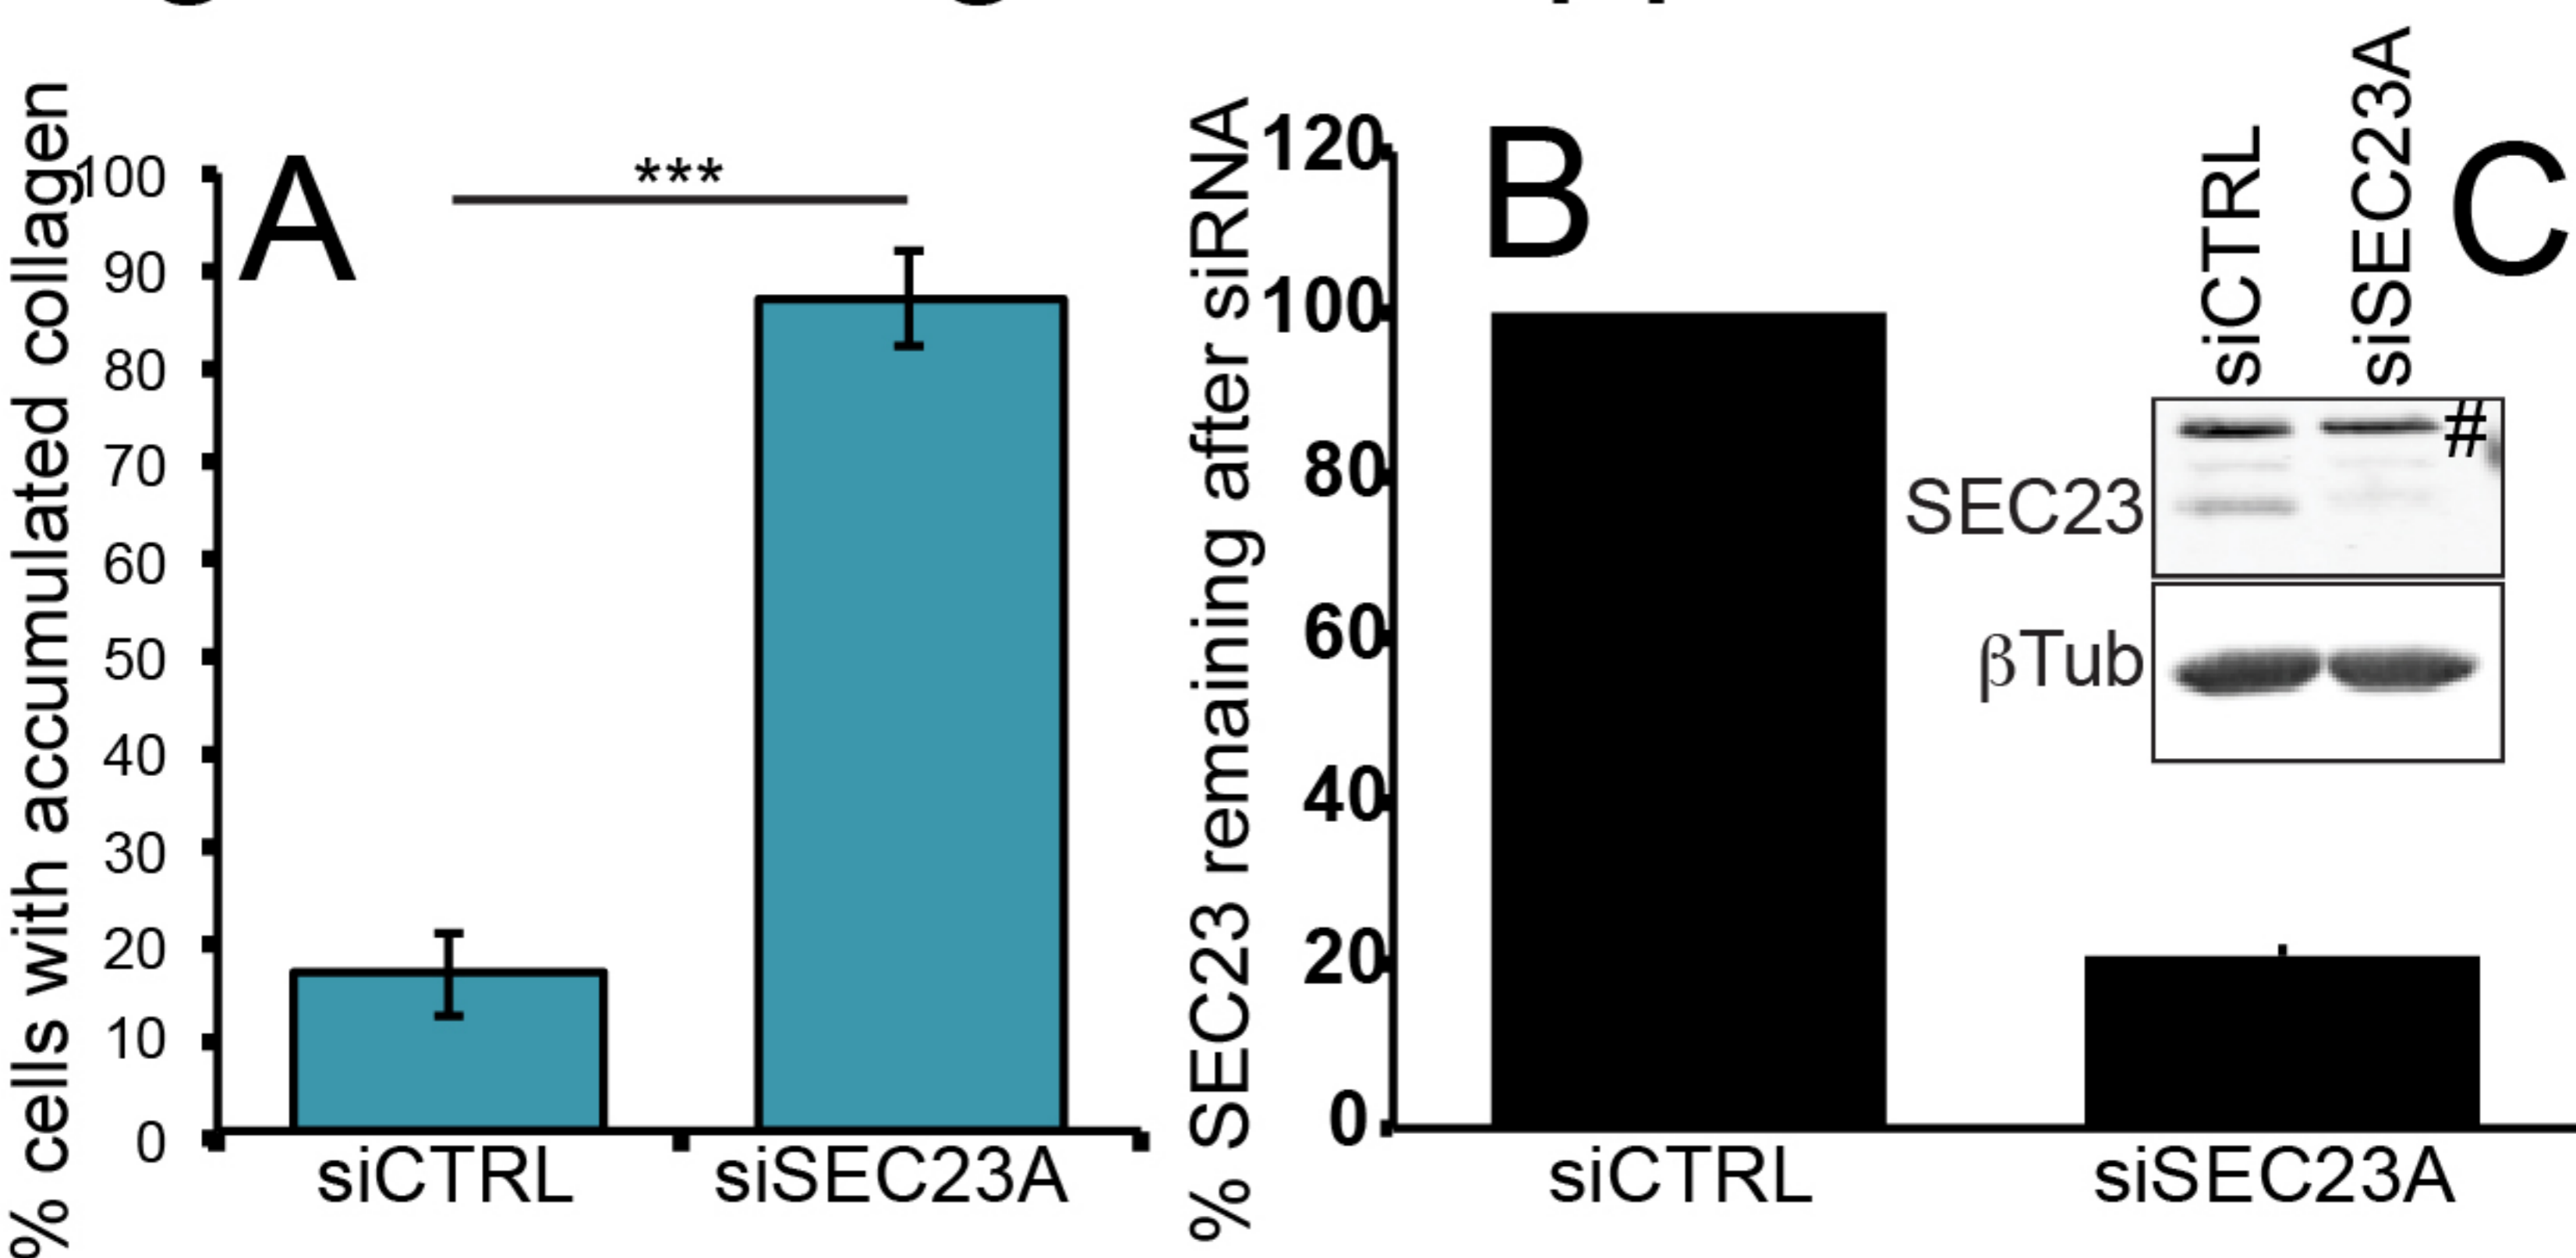 % cells with accumulated collagen
100
90
80
70
60
50
40
30
20
10
0
A
***
siCTRL
siSEC23A
% SEC23 remaining after siRNA
120
100
80
60
40
20
0
B
siCTRL
siSEC23A
siCTRL
siSEC23A
C
#
SEC23
βTub